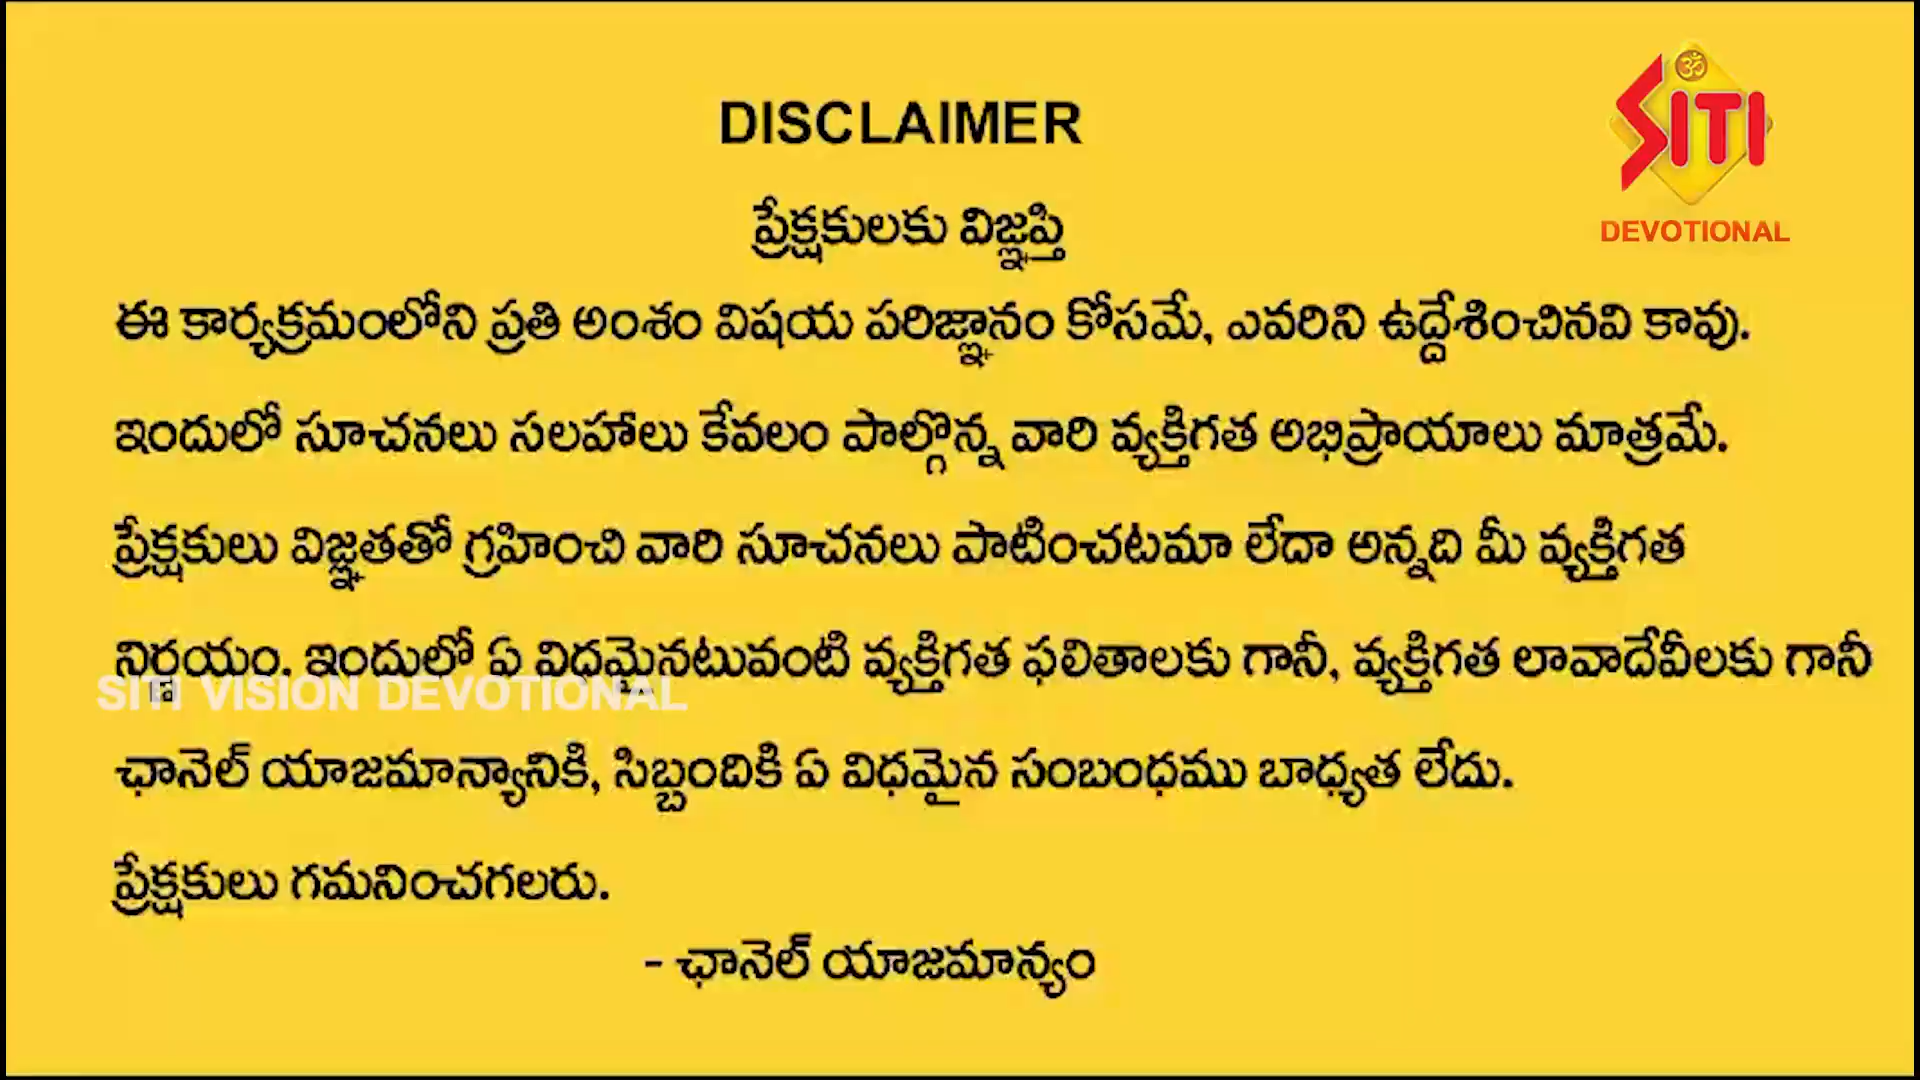 DISCLAIMER
ॐ
SITI
DEVOTIONAL
ప్రేక్షకులకు విజ్ఞప్తి
ఈ కార్యక్రమంలోని ప్రతి అంశం విషయ పరిజ్ఞానం కోసమే, ఎవరిని ఉద్దేశించినవి కావు.
ఇందులో సూచనలు సలహాలు కేవలం పాల్గొన్న వారి వ్యక్తిగత అభిప్రాయాలు మాత్రమే.
ప్రేక్షకులు విజ్ఞతతో గ్రహించి వారి సూచనలు పాటించటమా లేదా అన్నది మీ వ్యక్తిగత
నిర్ణయం. ఇందులో ఏ విధమైనటువంటి వ్యక్తిగత ఫలితాలకు గానీ, వ్యక్తిగత లావాదేవీలకు గానీ
SITI VISION DEVOTIONAL
ఛానెల్ యాజమాన్యానికి, సిబ్బందికి ఏ విధమైన సంబంధము బాధ్యత లేదు.
ప్రేక్షకులు గమనించగలరు.
- ఛానెల్ యాజమాన్యం